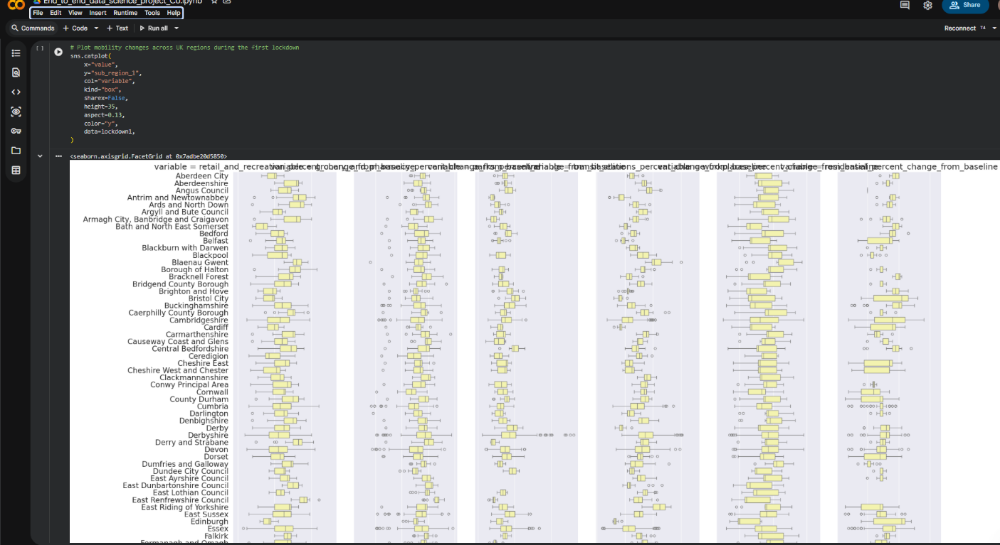 End_to_end_data_science_project_C0.ipynb
File Edit View Insert Runtime Tools Help
Share
Commands + Code + Text Run all
Reconnect T4
[ ]
# Plot mobility changes across UK regions during the first lockdown
sns.catplot(
x="value",
y="sub_region_1",
col="variable",
kind="box",
sharex=False,
height=35,
aspect=0.13,
color="y",
data=lockdown1,
)
<seaborn.axisgrid.FacetGrid at 0x7adbe20d5850>
variable = retail_and_recreation percent_change_from_baseline
Aberdeen City
Aberdeenshire
Angus Council
Antrim and Newtownabbey
Ards and North Down
Argyll and Bute Council
Armagh City, Banbridge and Craigavon
Bath and North East Somerset
Bedford
Belfast
Blackburn with Darwen
Blackpool
Blaenau Gwent
Borough of Halton
Bracknell Forest
Bridgend County Borough
Brighton and Hove
Bristol City
Buckinghamshire
Caerphilly County Borough
Cambridgeshire
Cardiff
Carmarthenshire
Causeway Coast and Glens
Central Bedfordshire
Ceredigion
Cheshire East
Cheshire West and Chester
Clackmannanshire
Conwy Principal Area
Cornwall
County Durham
Cumbria
Darlington
Denbighshire
Derby
Derbyshire
Derry and Strabane
Devon
Dorset
Dumfries and Galloway
Dundee City Council
East Ayrshire Council
East Dunbartonshire Council
East Lothian Council
East Renfrewshire Council
East Riding of Yorkshire
East Sussex
Edinburgh
Essex
Falkirk
Fermanagh and Omagh